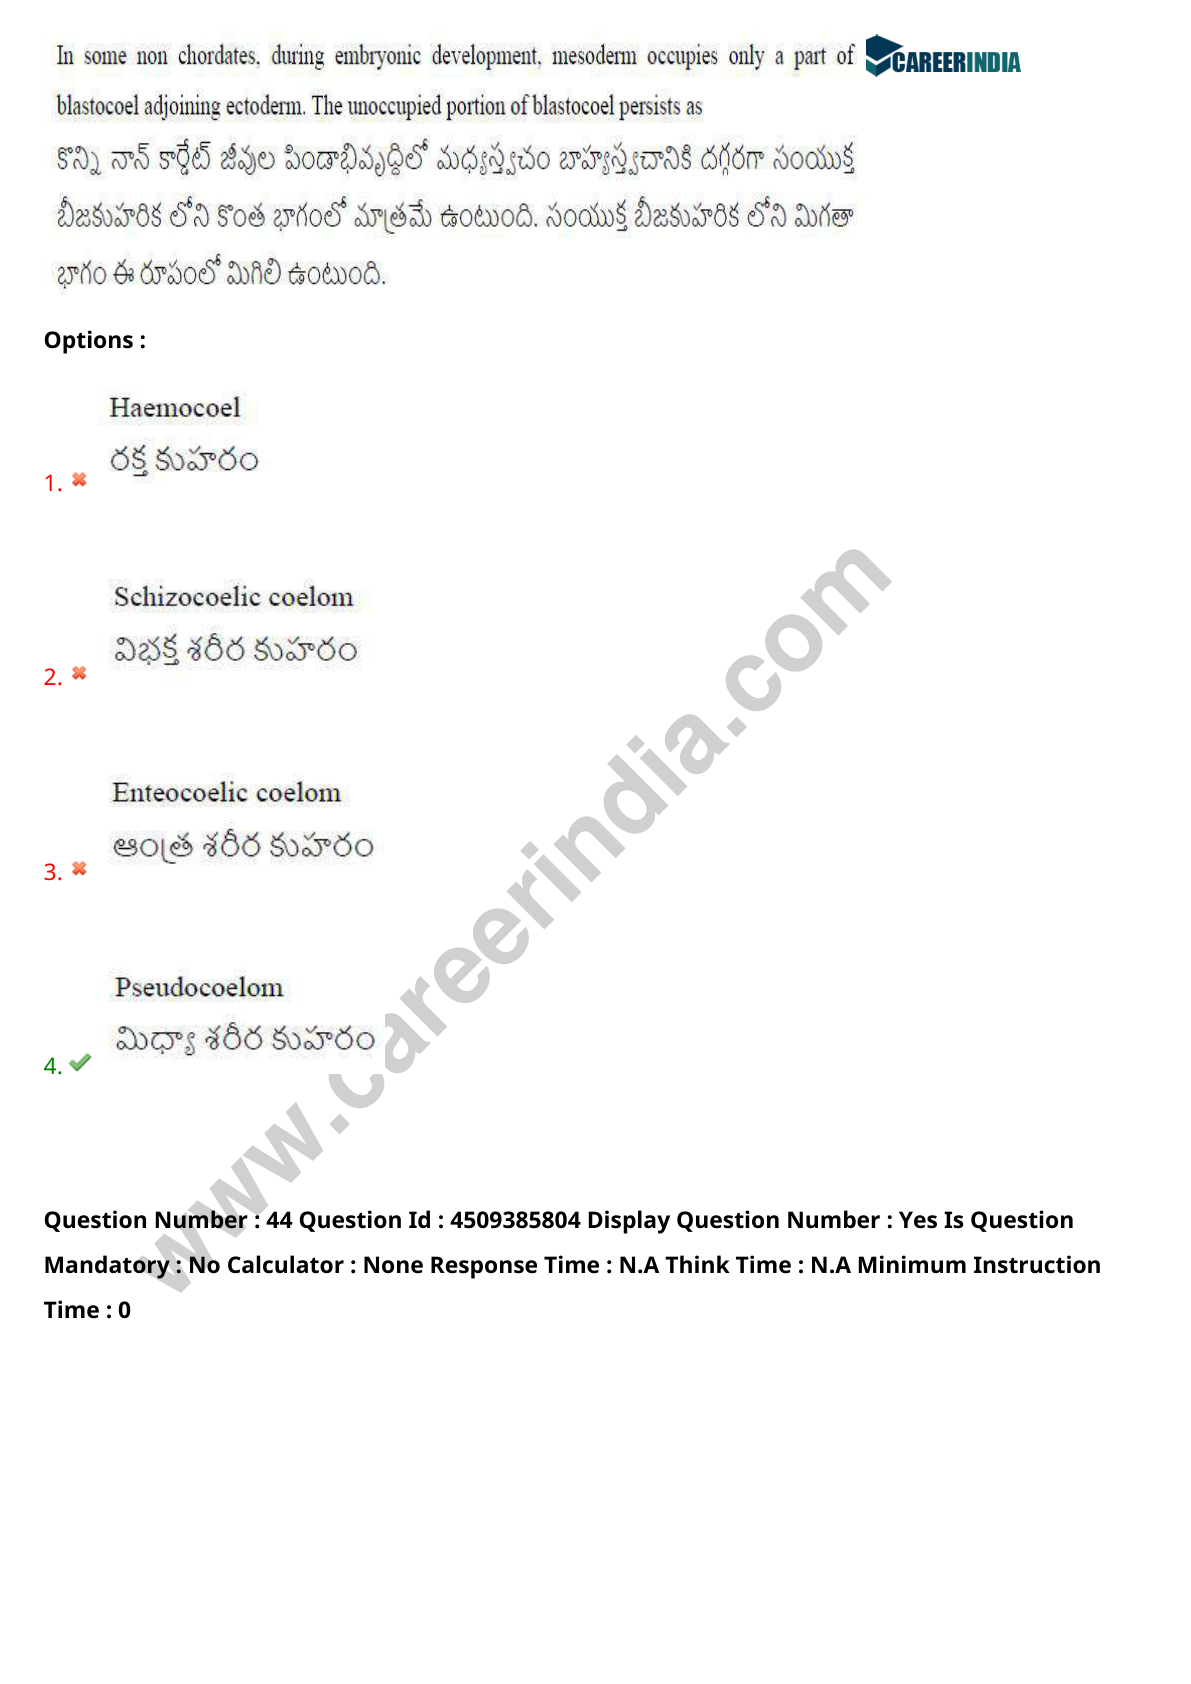 In some non chordates, during embryonic development, mesoderm occupies only a part of
CAREERINDIA
blastocoel adjoining ectoderm. The unoccupied portion of blastocoel persists as
కొన్ని నాన్ కార్డేట్ జీవుల పిండాభివృద్ధిలో మధ్యస్త్వచం బాహ్యస్త్వచానికి దగ్గరగా సంయుక్త
బీజకుహరిక లోని కొంత భాగంలో మాత్రమే ఉంటుంది. సంయుక్త బీజకుహరిక లోని మిగతా
భాగం ఈ రూపంలో మిగిలి ఉంటుంది.
Options :
Haemocoel
రక్త కుహరం
1.
Schizocoelic coelom
విభక్త శరీర కుహరం
2.
Enteocoelic coelom
ఆంత్ర శరీర కుహరం
3.
Pseudocoelom
మిధ్యా శరీర కుహరం
4.
www.careerindia.com
Question Number : 44 Question Id : 4509385804 Display Question Number : Yes Is Question
Mandatory : No Calculator : None Response Time : N.A Think Time : N.A Minimum Instruction
Time : 0